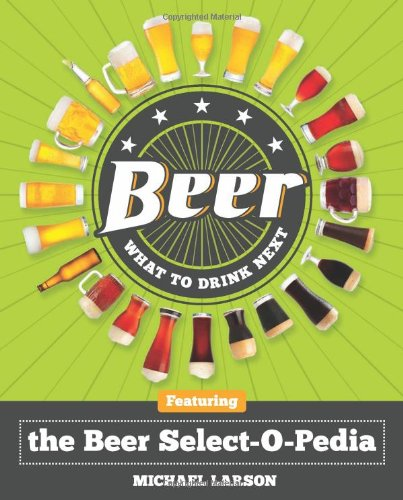 Copyrighted Material
Beer
WHAT TO DRINK NEXT
Featuring
the Beer Select-O-Pedia
MICHAEL LARSON